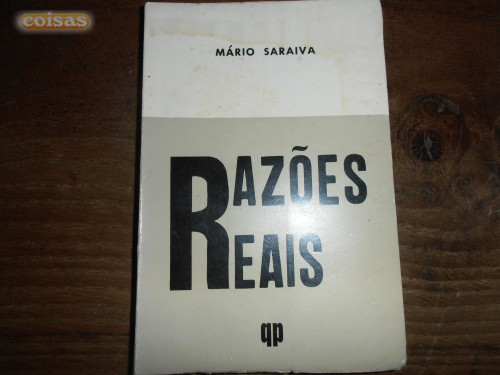 coisas
MÁRIO SARAIVA
RAZÕES
REAIS
qp